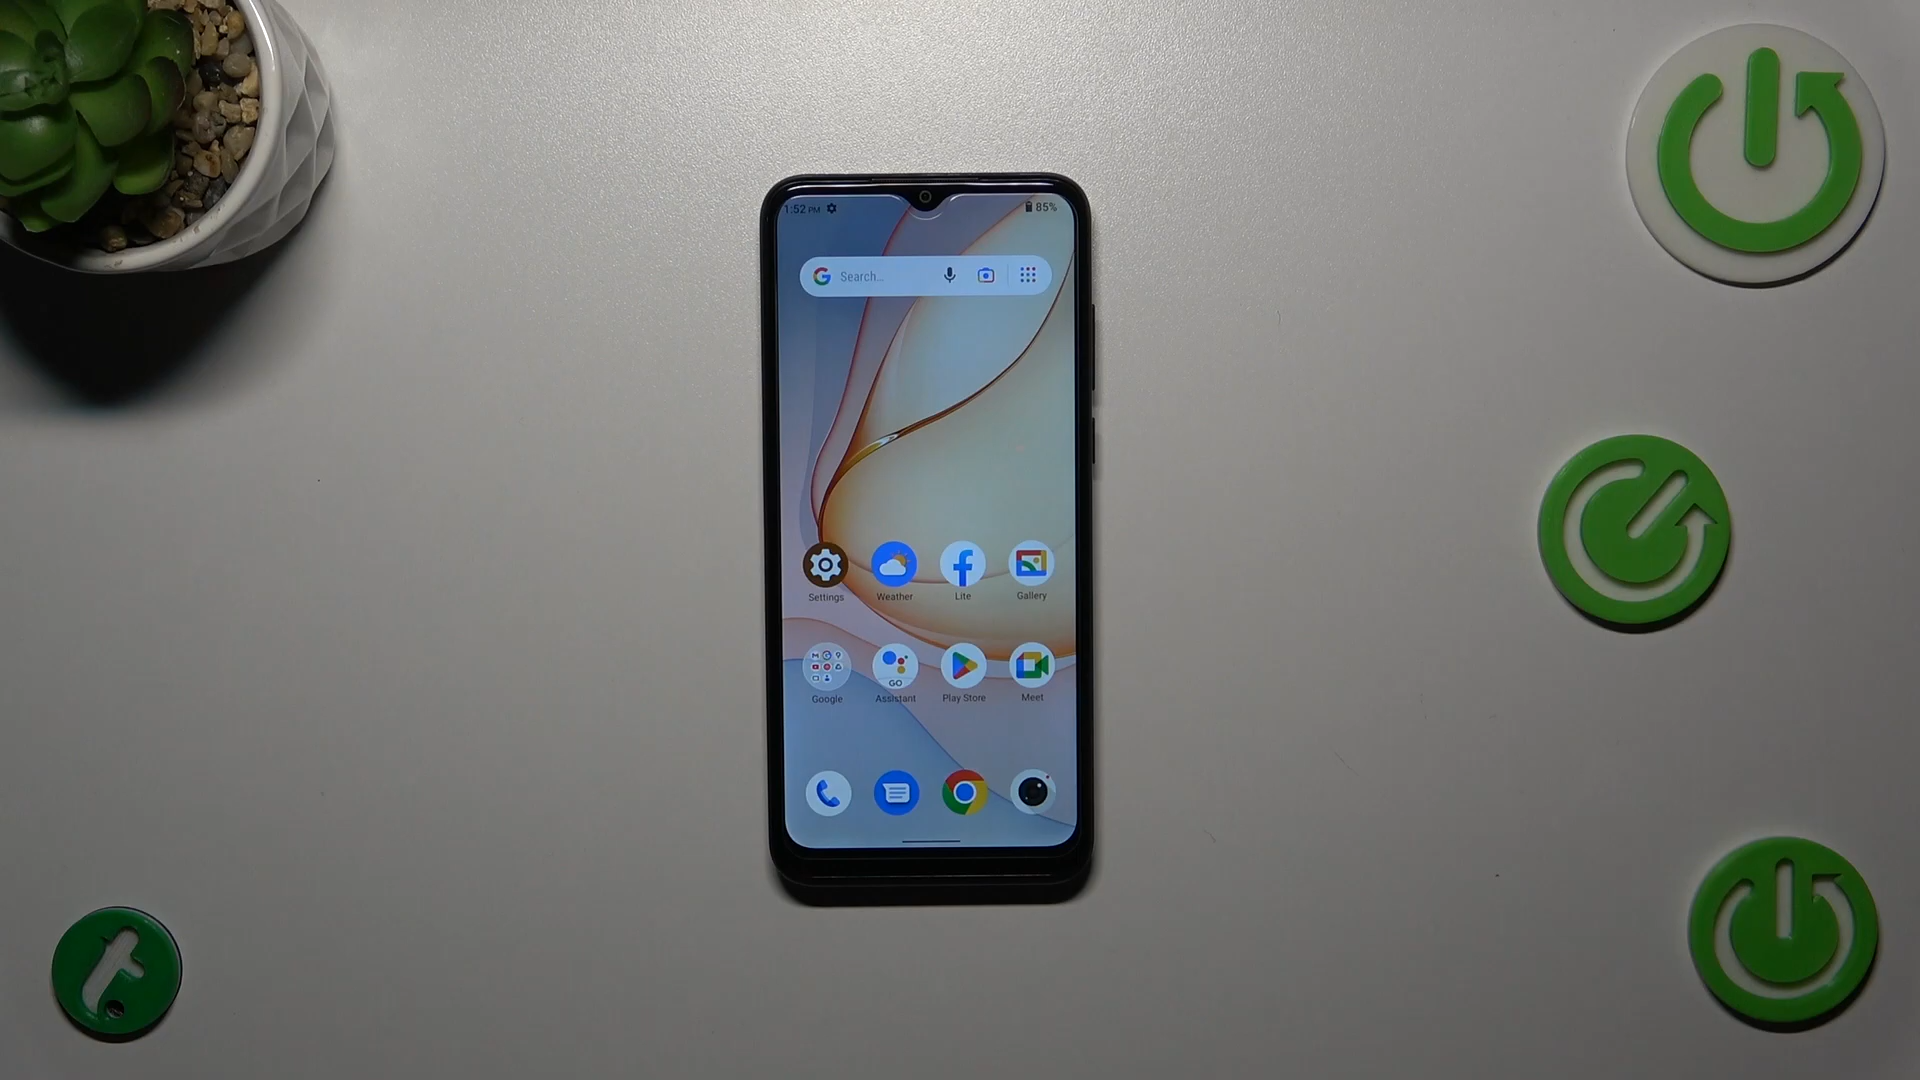 1:52 PM 85%
Search...
Settings Weather Lite Gallery
GO
Google Assistant Play Store Meet